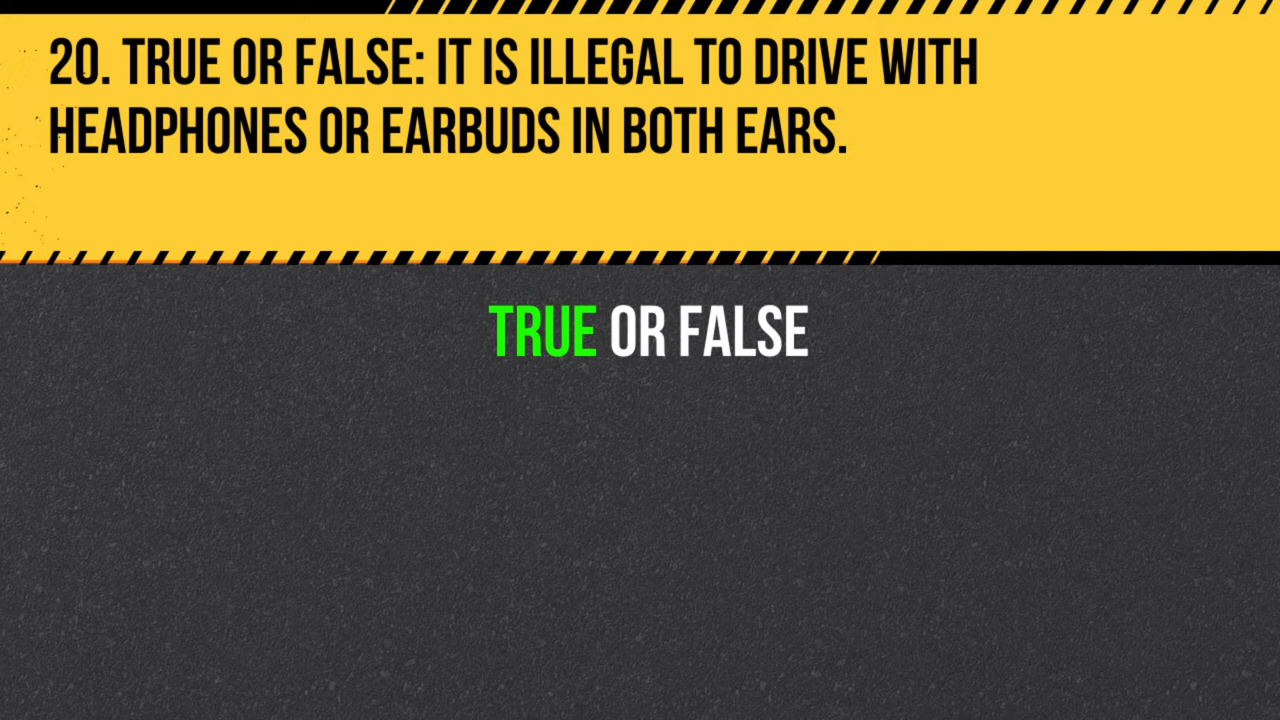 20. TRUE OR FALSE: IT IS ILLEGAL TO DRIVE WITH
HEADPHONES OR EARBUDS IN BOTH EARS.
TRUE OR FALSE